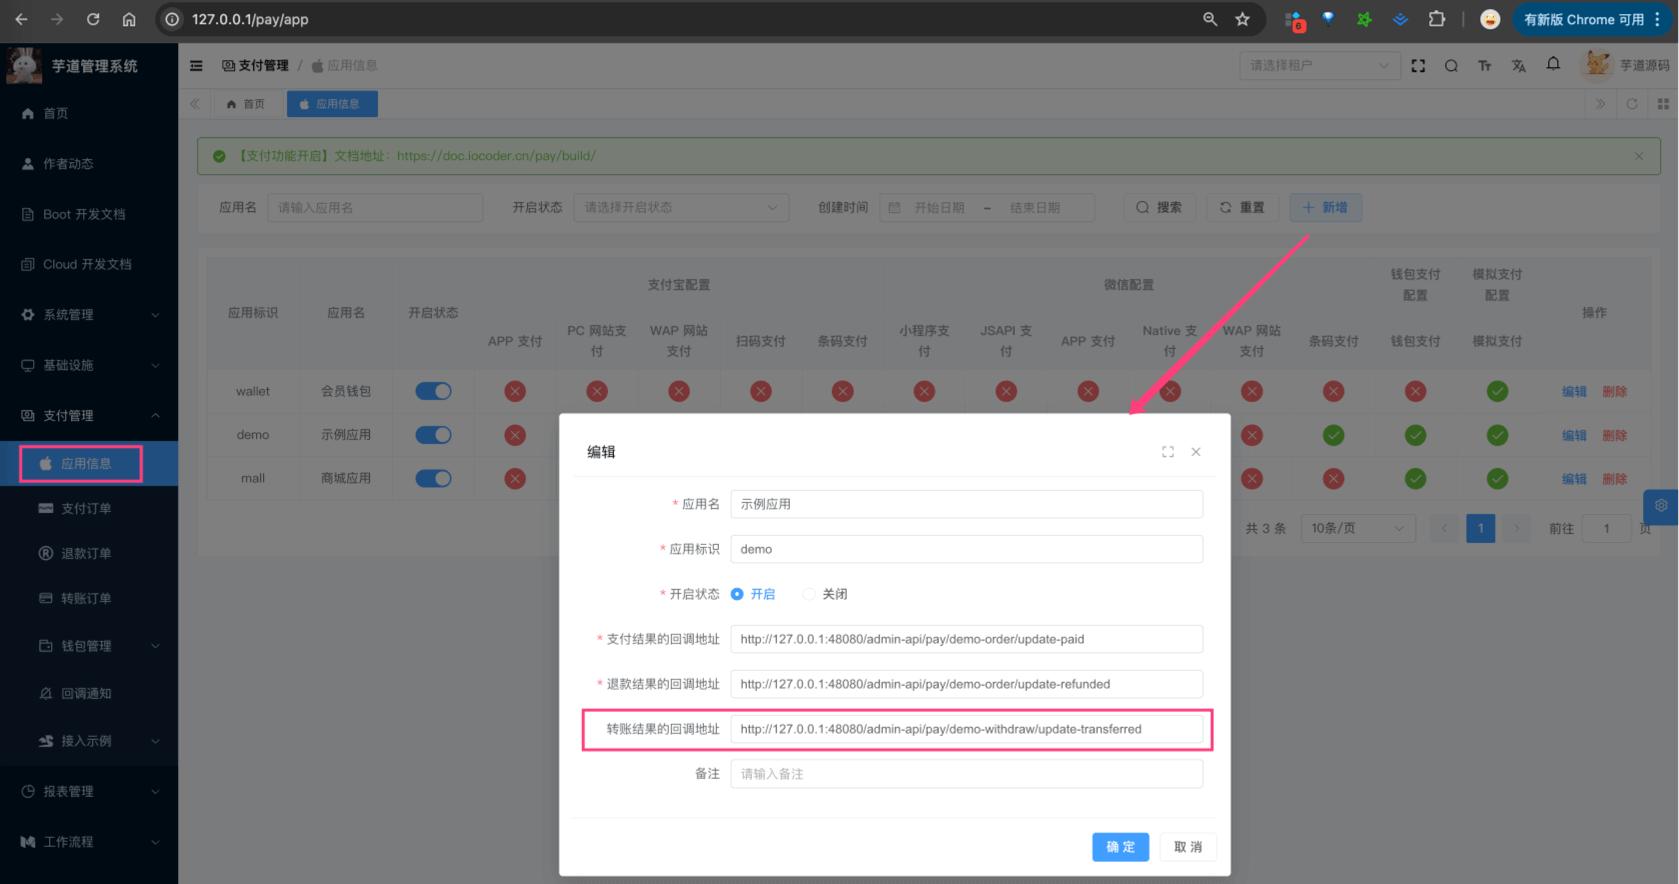 127.0.0.1/pay/app
6
有新版 Chrome 可用
芋道管理系统
支付管理 / 应用信息
请选择租户
芋道源码
首页
应用信息
首页
作者动态
Boot 开发文档
Cloud 开发文档
系统管理
基础设施
支付管理
应用信息
支付订单
退款订单
转账订单
钱包管理
回调通知
接入示例
报表管理
工作流程
【支付功能开启】文档地址：https://doc.iocoder.cn/pay/build/
应用名 请输入应用名 开启状态 请选择开启状态 创建时间 开始日期 - 结束日期 搜索 重置 新增
应用标识 应用名 开启状态 支付宝配置 微信配置 钱包支付配置 模拟支付配置 操作
APP 支付 PC 网站支付 WAP 网站支付 扫码支付 条码支付 小程序支付 JSAPI 支付 APP 支付 Native 支付 WAP 网站支付 条码支付 钱包支付 模拟支付
wallet 会员钱包 编辑 删除
demo 示例应用 编辑 删除
mall 商城应用 编辑 删除
共 3 条 10条/页 1 前往 1 页
编辑
* 应用名 示例应用
* 应用标识 demo
* 开启状态 开启 关闭
* 支付结果的回调地址 http://127.0.0.1:48080/admin-api/pay/demo-order/update-paid
* 退款结果的回调地址 http://127.0.0.1:48080/admin-api/pay/demo-order/update-refunded
转账结果的回调地址 http://127.0.0.1:48080/admin-api/pay/demo-withdraw/update-transferred
备注 请输入备注
确 定 取 消